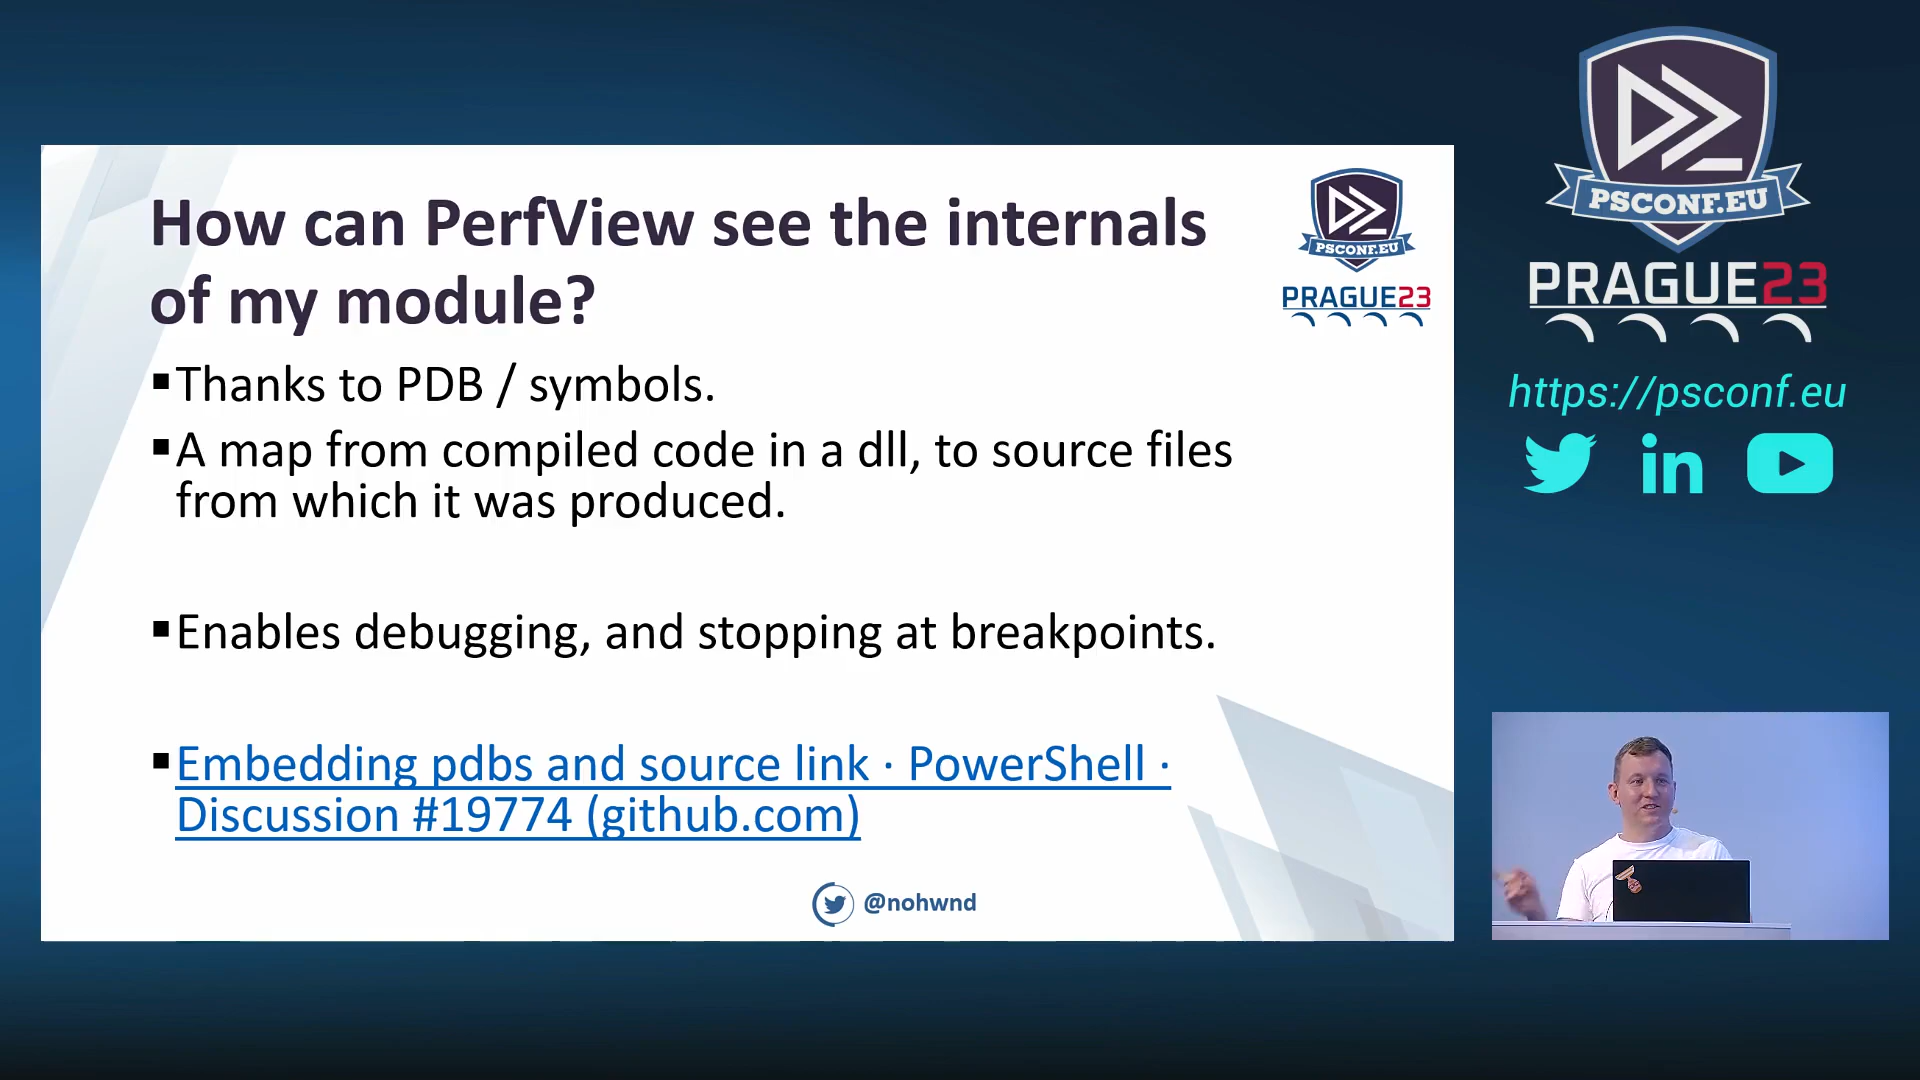 How can PerfView see the internals
of my module?
PSCONF.EU
PRAGUE23
▪Thanks to PDB / symbols.
▪A map from compiled code in a dll, to source files
from which it was produced.
▪Enables debugging, and stopping at breakpoints.
▪Embedding pdbs and source link · PowerShell ·
Discussion #19774 (github.com)
@nohwnd
PSCONF.EU
PRAGUE23
https://psconf.eu
in